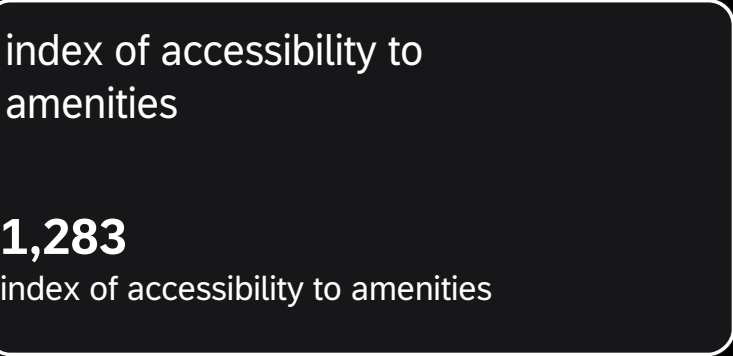 index of accessibility to
amenities
1,283
index of accessibility to amenities